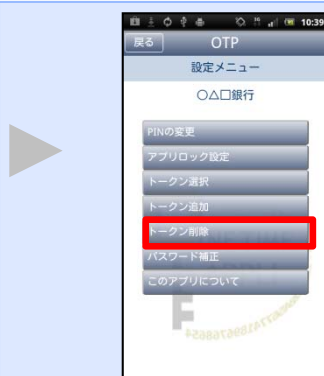 10:39
戻る
OTP
設定メニュー
○△□銀行
PINの変更
アプリロック設定
トークン選択
トークン追加
トークン削除
パスワード補正
このアプリについて